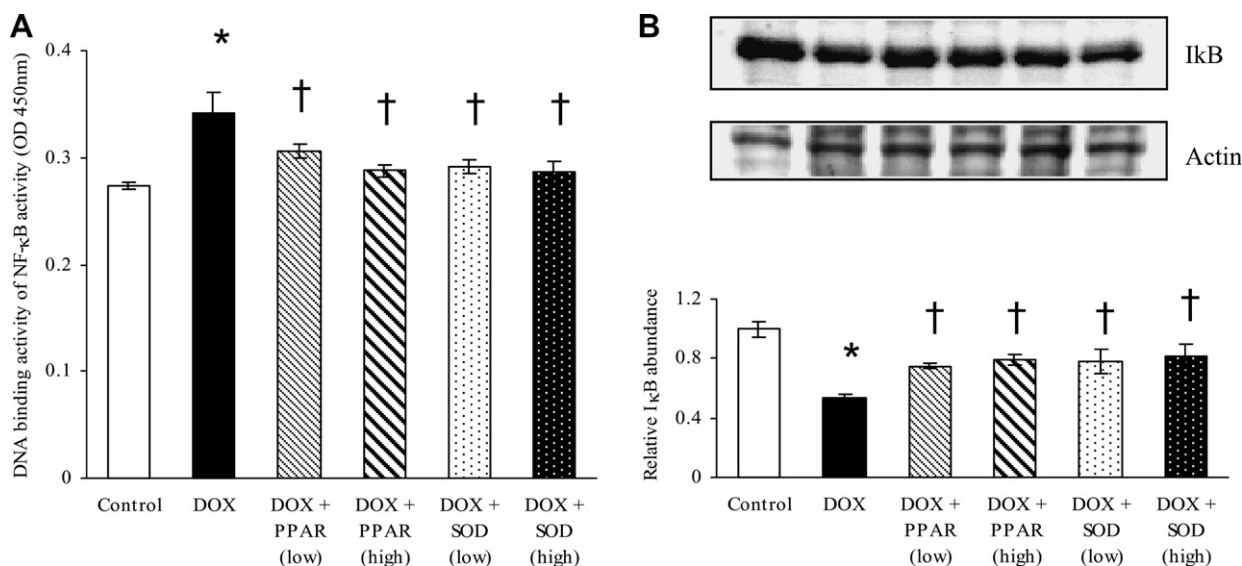 A
DNA binding activity of NF-κB activity (OD 450nm)
0.4
0.3
0.2
0.1
0
*
†
†
†
†
Control
DOX
DOX +
PPAR
(low)
DOX +
PPAR
(high)
DOX +
SOD
(low)
DOX +
SOD
(high)
B
IkB
Actin
Relative IκB abundance
1.2
0.8
0.4
0
*
†
†
†
†
Control
DOX
DOX +
PPAR
(low)
DOX +
PPAR
(high)
DOX +
SOD
(low)
DOX +
SOD
(high)